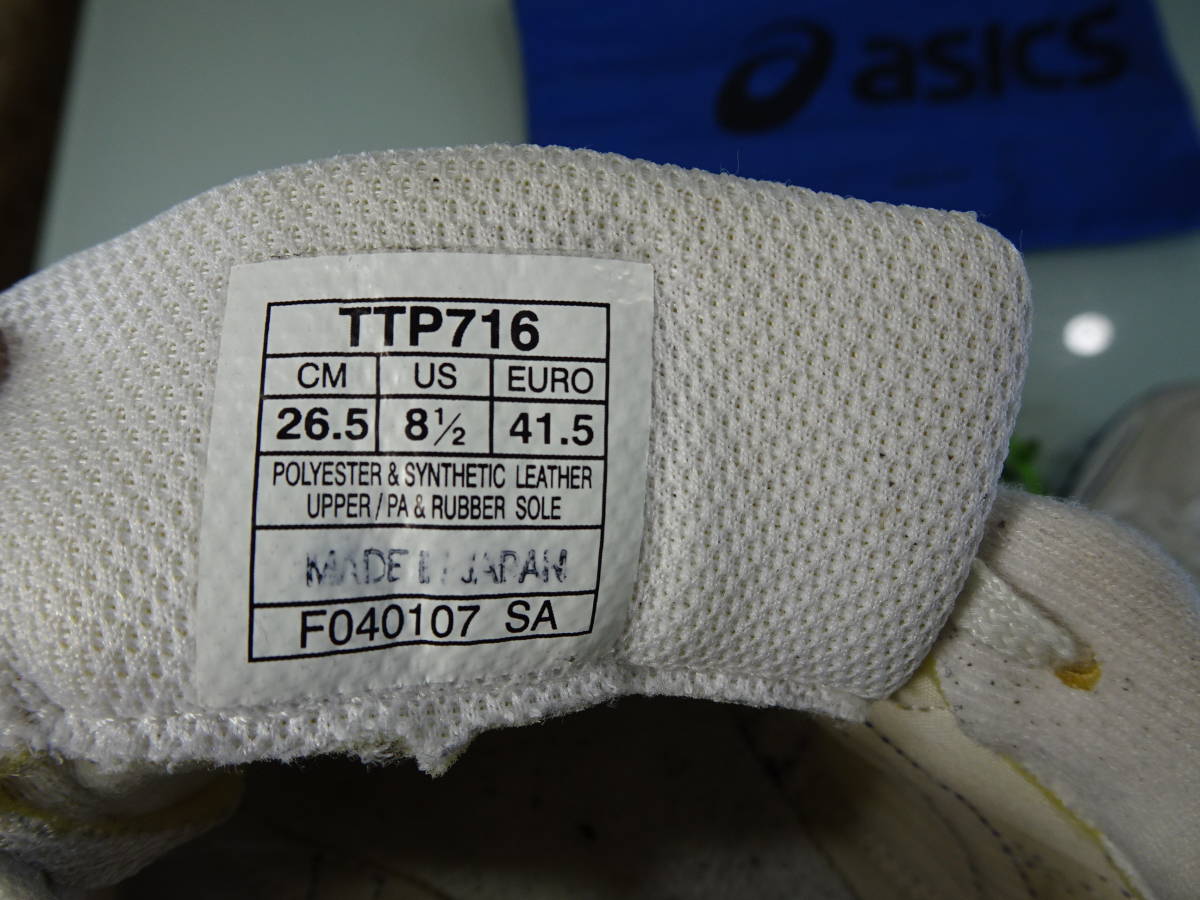 asics
TTP716
CM US EURO
26.5 8½ 41.5
POLYESTER & SYNTHETIC LEATHER
UPPER / PA & RUBBER SOLE
MADE IN JAPAN
F040107 SA